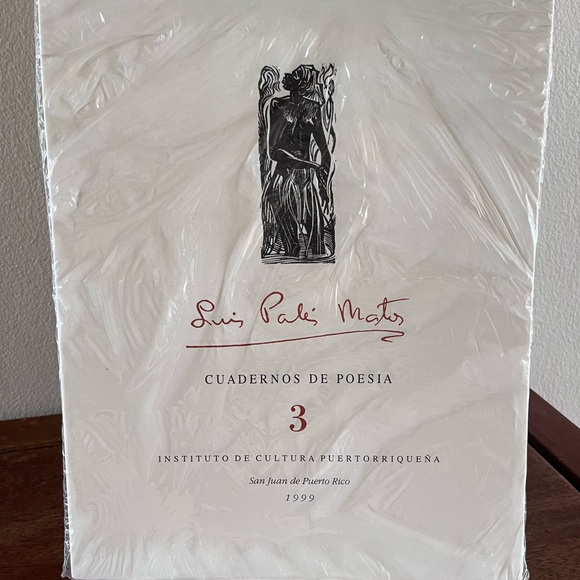 Luis Palés Matos
CUADERNOS DE POESIA
3
INSTITUTO DE CULTURA PUERTORRIQUEÑA
San Juan de Puerto Rico
1999